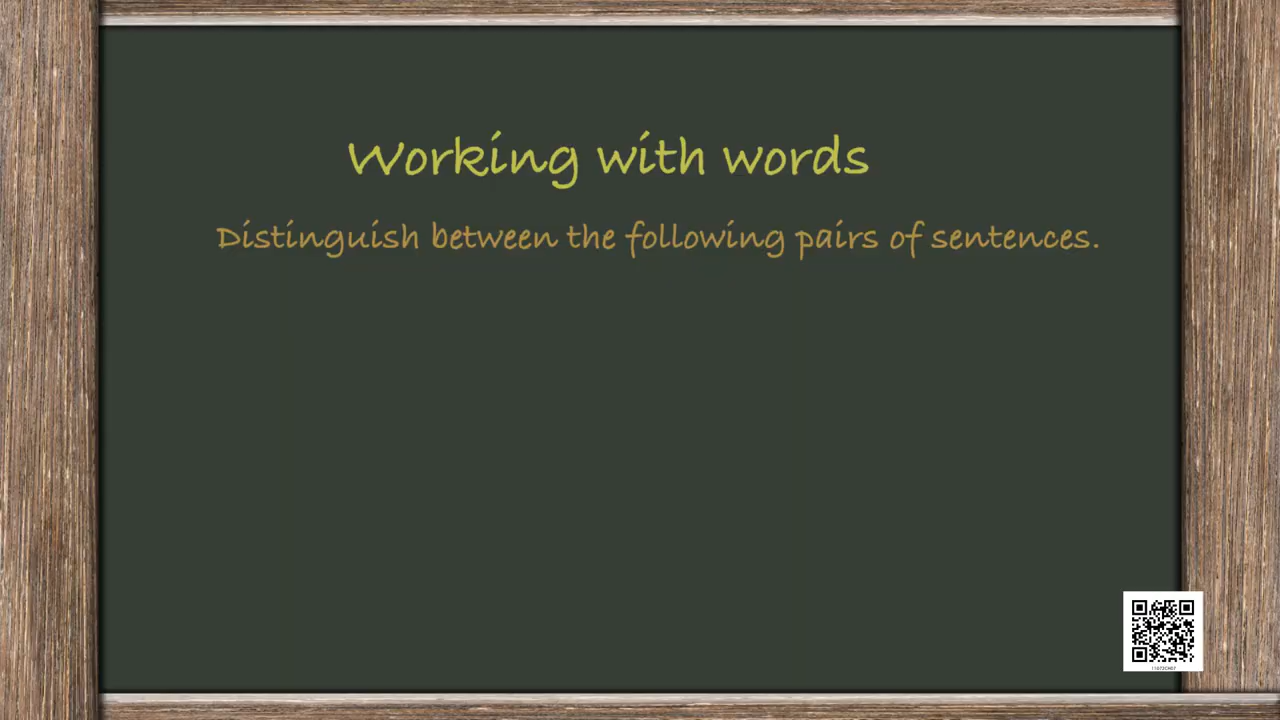 Working with words
Distinguish between the following pairs of sentences.